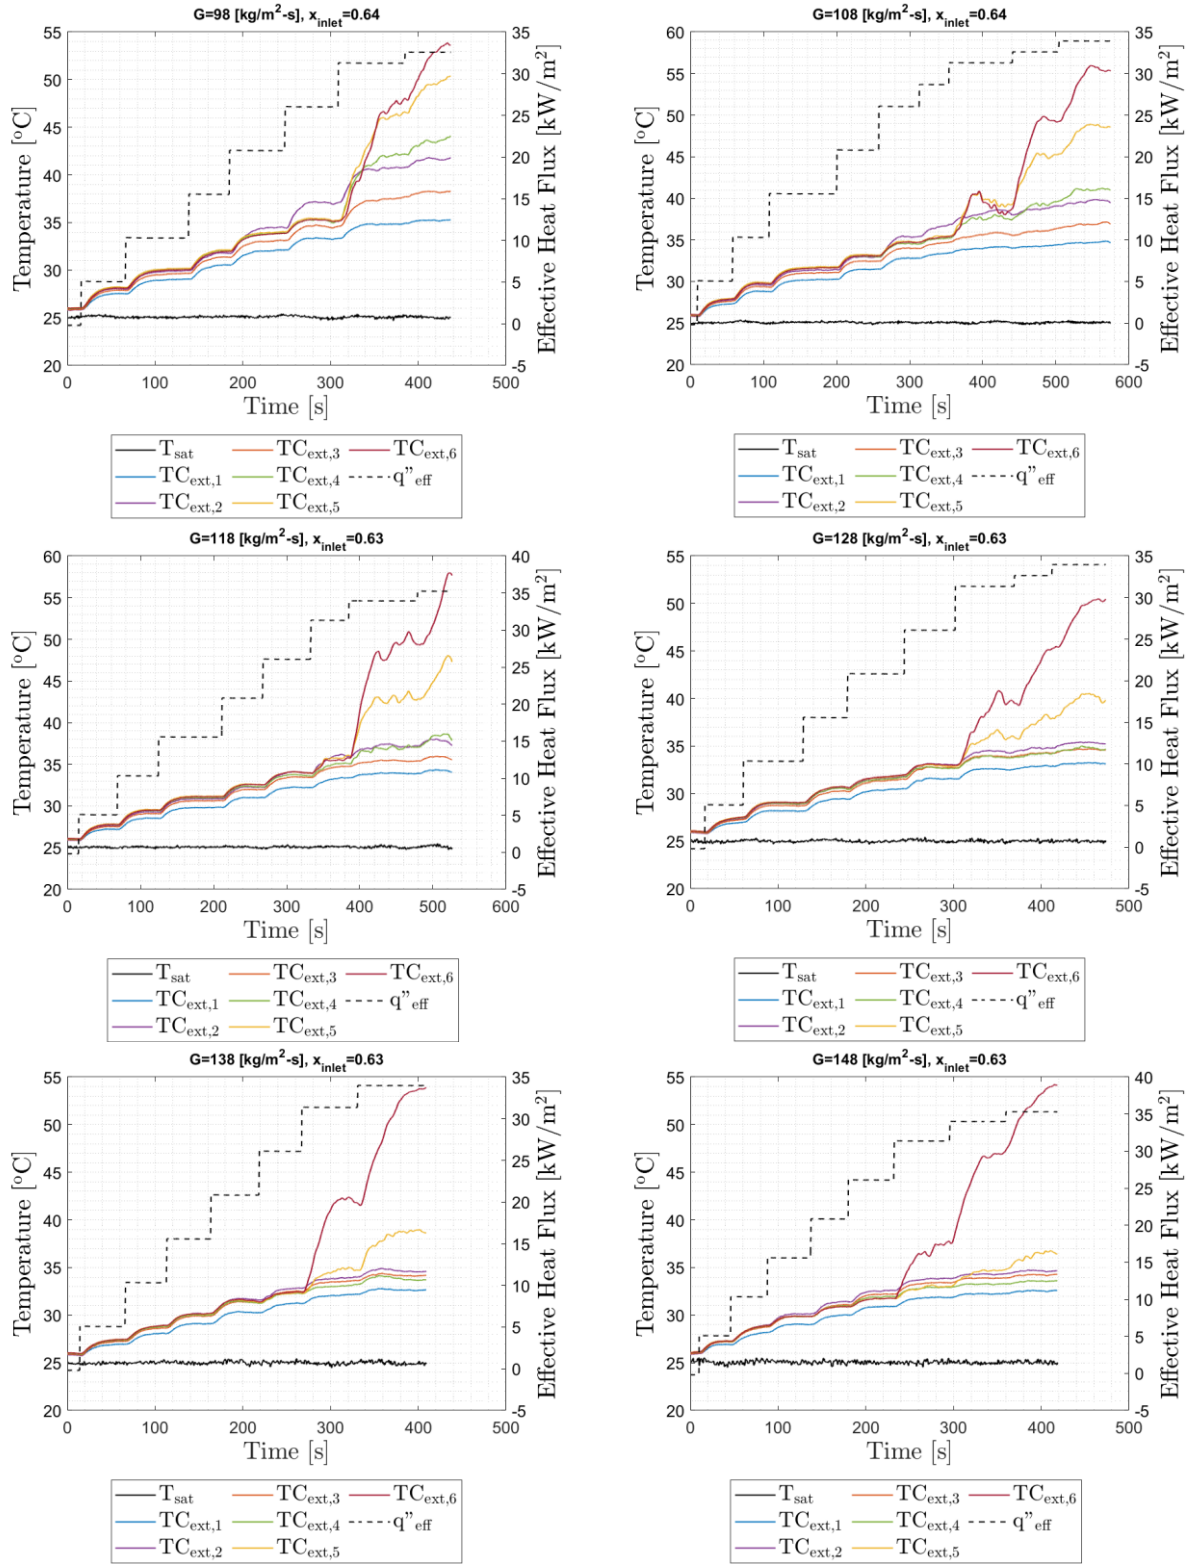 G=98 [kg/m²-s], x_inlet=0.64
Temperature [°C]
55
50
45
40
35
30
25
20
35
30
25
20
15
10
5
0
-5
Effective Heat Flux [kW/m²]
0 100 200 300 400 500
Time [s]
T_sat TC_ext,3 TC_ext,6
TC_ext,1 TC_ext,4 q"_eff
TC_ext,2 TC_ext,5
G=108 [kg/m²-s], x_inlet=0.64
Temperature [°C]
60
55
50
45
40
35
30
25
20
35
30
25
20
15
10
5
0
-5
Effective Heat Flux [kW/m²]
0 100 200 300 400 500 600
Time [s]
T_sat TC_ext,3 TC_ext,6
TC_ext,1 TC_ext,4 q"_eff
TC_ext,2 TC_ext,5
G=118 [kg/m²-s], x_inlet=0.63
Temperature [°C]
60
55
50
45
40
35
30
25
20
40
35
30
25
20
15
10
5
0
-5
Effective Heat Flux [kW/m²]
0 100 200 300 400 500 600
Time [s]
T_sat TC_ext,3 TC_ext,6
TC_ext,1 TC_ext,4 q"_eff
TC_ext,2 TC_ext,5
G=128 [kg/m²-s], x_inlet=0.63
Temperature [°C]
55
50
45
40
35
30
25
20
35
30
25
20
15
10
5
0
-5
Effective Heat Flux [kW/m²]
0 100 200 300 400 500
Time [s]
T_sat TC_ext,3 TC_ext,6
TC_ext,1 TC_ext,4 q"_eff
TC_ext,2 TC_ext,5
G=138 [kg/m²-s], x_inlet=0.63
Temperature [°C]
55
50
45
40
35
30
25
20
35
30
25
20
15
10
5
0
-5
Effective Heat Flux [kW/m²]
0 100 200 300 400 500
Time [s]
T_sat TC_ext,3 TC_ext,6
TC_ext,1 TC_ext,4 q"_eff
TC_ext,2 TC_ext,5
G=148 [kg/m²-s], x_inlet=0.63
Temperature [°C]
55
50
45
40
35
30
25
20
40
35
30
25
20
15
10
5
0
-5
Effective Heat Flux [kW/m²]
0 100 200 300 400 500
Time [s]
T_sat TC_ext,3 TC_ext,6
TC_ext,1 TC_ext,4 q"_eff
TC_ext,2 TC_ext,5